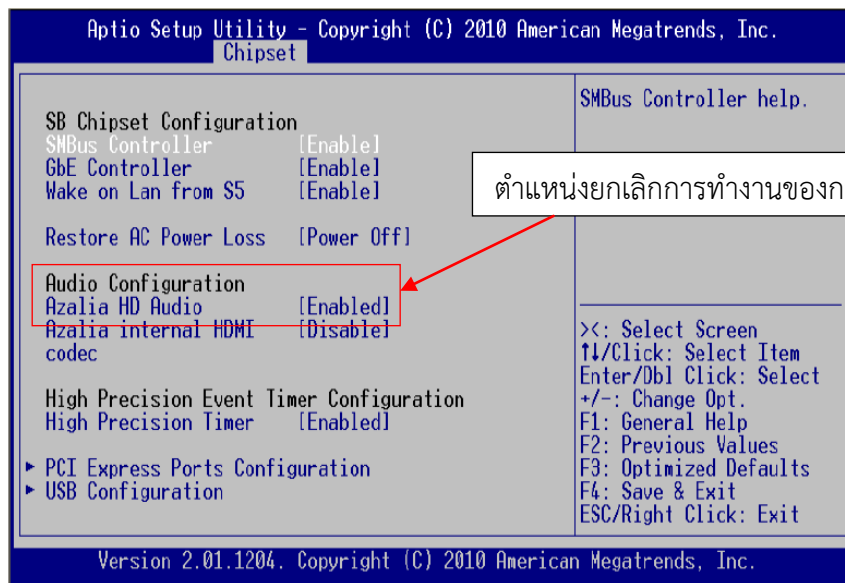 Aptio Setup Utility - Copyright (C) 2010 American Megatrends, Inc.
Chipset
SB Chipset Configuration
SMBus Controller [Enable]
GbE Controller [Enable]
Wake on Lan from S5 [Enable]
Restore AC Power Loss [Power Off]
Audio Configuration
Azalia HD Audio [Enabled]
Azalia internal HDMI [Disable]
codec
High Precision Event Timer Configuration
High Precision Timer [Enabled]
PCI Express Ports Configuration
USB Configuration
SMBus Controller help.
ตำแหน่งยกเลิกการทำงานของก
><: Select Screen
↑↓/Click: Select Item
Enter/Dbl Click: Select
+/-: Change Opt.
F1: General Help
F2: Previous Values
F3: Optimized Defaults
F4: Save & Exit
ESC/Right Click: Exit
Version 2.01.1204. Copyright (C) 2010 American Megatrends, Inc.